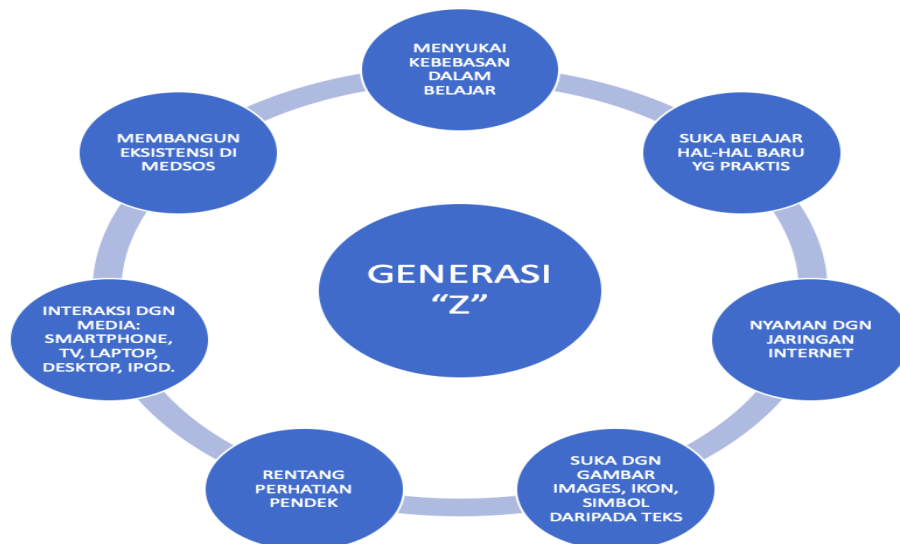 MENYUKAI
KEBEBASAN
DALAM
BELAJAR
SUKA BELAJAR
HAL-HAL BARU
YG PRAKTIS
NYAMAN DGN
JARINGAN
INTERNET
SUKA DGN
GAMBAR
IMAGES, IKON,
SIMBOL
DARIPADA TEKS
RENTANG
PERHATIAN
PENDEK
INTERAKSI DGN
MEDIA:
SMARTPHONE,
TV, LAPTOP,
DESKTOP, IPOD.
MEMBANGUN
EKSISTENSI DI
MEDSOS
GENERASI
“Z”